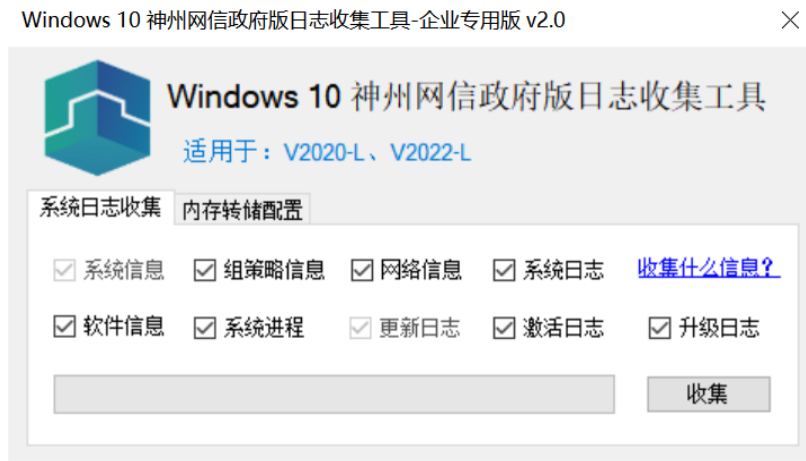 Windows 10 神州网信政府版日志收集工具-企业专用版 v2.0
Windows 10 神州网信政府版日志收集工具
适用于：V2020-L、V2022-L
系统日志收集 内存转储配置
系统信息 组策略信息 网络信息 系统日志 收集什么信息？
软件信息 系统进程 更新日志 激活日志 升级日志
收集